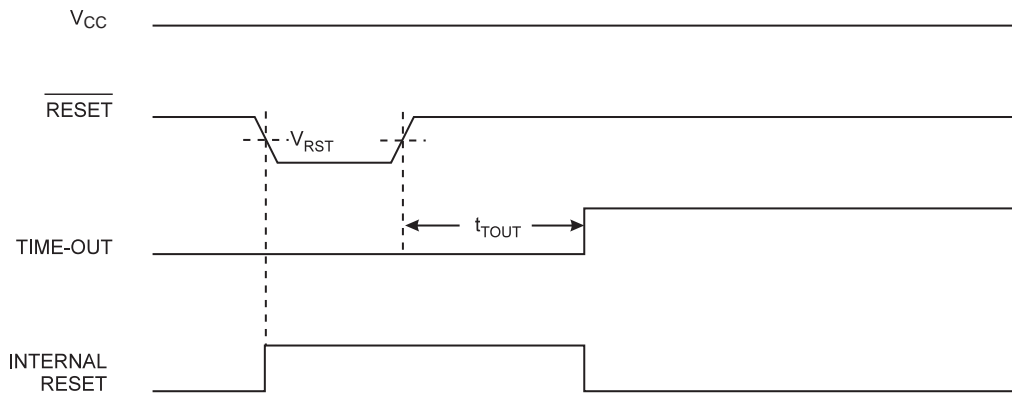 VCC
RESET
VRST
tTOUT
TIME-OUT
INTERNAL
RESET